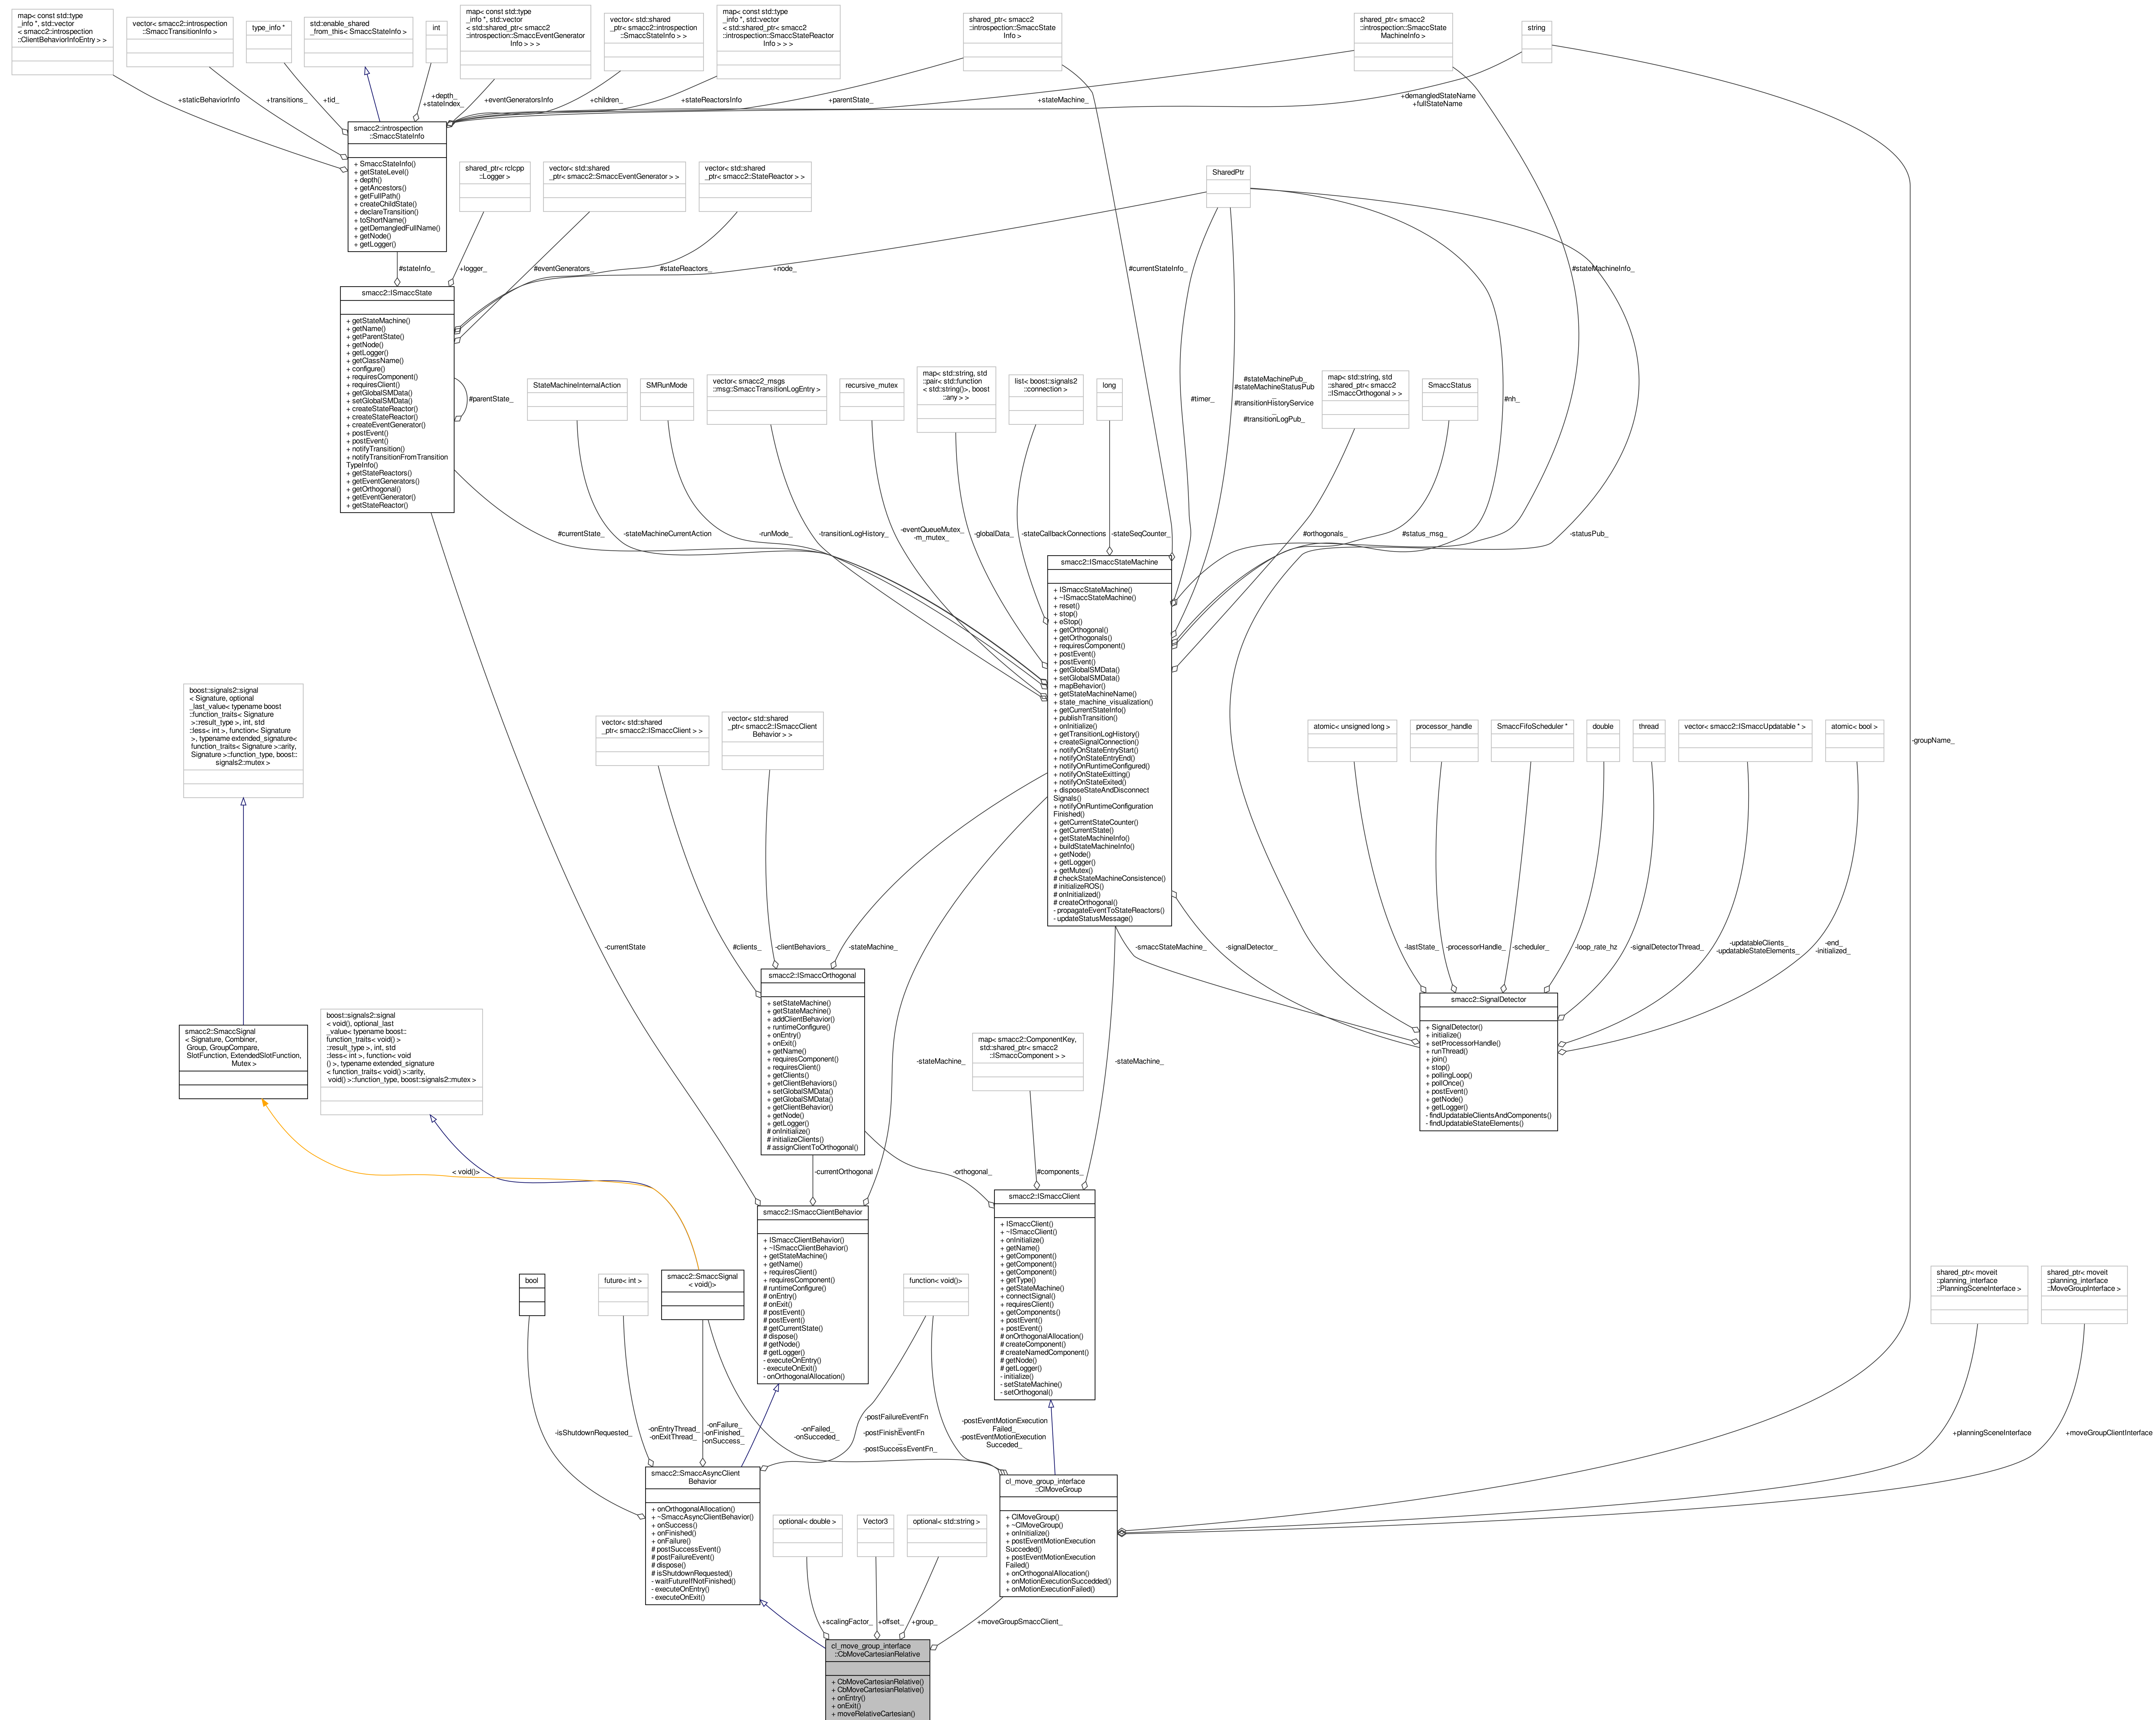 map< const std::type
_info *, std::vector
< smacc2::introspection
::ClientBehaviorInfoEntry > >
vector< smacc2::introspection
::SmaccTransitionInfo >
type_info *
std::enable_shared
_from_this< SmaccStateInfo >
int
map< const std::type
_info *, std::vector
< std::shared_ptr< smacc2
::introspection::SmaccEventGenerator
Info > > >
vector< std::shared
_ptr< smacc2::introspection
::SmaccStateInfo > >
map< const std::type
_info *, std::vector
< std::shared_ptr< smacc2
::introspection::SmaccStateReactor
Info > > >
shared_ptr< smacc2
::introspection::SmaccState
Info >
shared_ptr< smacc2
::introspection::SmaccState
MachineInfo >
string
+staticBehaviorInfo
+transitions_
+tid_
+depth_
+stateIndex_
+eventGeneratorsInfo
+children_
+stateReactorsInfo
+parentState_
+stateMachine_
+demangledStateName
+fullStateName
smacc2::introspection
::SmaccStateInfo
+ SmaccStateInfo()
+ getStateLevel()
+ depth()
+ getAncestors()
+ getFullPath()
+ createChildState()
+ declareTransition()
+ toShortName()
+ getDemangledFullName()
+ getNode()
+ getLogger()
shared_ptr< rclcpp
::Logger >
vector< std::shared
_ptr< smacc2::SmaccEventGenerator > >
vector< std::shared
_ptr< smacc2::StateReactor > >
SharedPtr
#stateInfo_
+logger_
#eventGenerators_
#stateReactors_
+node_
#currentStateInfo_
#stateMachineInfo_
smacc2::ISmaccState
+ getStateMachine()
+ getName()
+ getParentState()
+ getNode()
+ getLogger()
+ getClassName()
+ configure()
+ requiresComponent()
+ requiresClient()
+ getGlobalSMData()
+ setGlobalSMData()
+ createStateReactor()
+ createStateReactor()
+ createEventGenerator()
+ postEvent()
+ postEvent()
+ notifyTransition()
+ notifyTransitionFromTransition
TypeInfo()
+ getStateReactors()
+ getEventGenerators()
+ getOrthogonal()
+ getEventGenerator()
+ getStateReactor()
#parentState_
StateMachineInternalAction
SMRunMode
vector< smacc2_msgs
::msg::SmaccTransitionLogEntry >
recursive_mutex
map< std::string, std
::pair< std::function
< std::string()>, boost
::any > >
list< boost::signals2
::connection >
long
#timer_
#stateMachinePub_
#stateMachineStatusPub
_
#transitionHistoryService
_
#transitionLogPub_
map< std::string, std
::shared_ptr< smacc2
::ISmaccOrthogonal > >
SmaccStatus
#nh_
#currentState_
-stateMachineCurrentAction
-runMode_
-transitionLogHistory_
-eventQueueMutex_
-m_mutex_
-globalData_
-stateCallbackConnections
-stateSeqCounter_
#orthogonals_
#status_msg_
-statusPub_
smacc2::ISmaccStateMachine
+ ISmaccStateMachine()
+ ~ISmaccStateMachine()
+ reset()
+ stop()
+ eStop()
+ getOrthogonal()
+ getOrthogonals()
+ requiresComponent()
+ postEvent()
+ postEvent()
+ getGlobalSMData()
+ setGlobalSMData()
+ mapBehavior()
+ getStateMachineName()
+ state_machine_visualization()
+ getCurrentStateInfo()
+ publishTransition()
+ onInitialize()
+ getTransitionLogHistory()
+ createSignalConnection()
+ notifyOnStateEntryStart()
+ notifyOnStateEntryEnd()
+ notifyOnRuntimeConfigured()
+ notifyOnStateExitting()
+ notifyOnStateExited()
+ disposeStateAndDisconnect
Signals()
+ notifyOnRuntimeConfiguration
Finished()
+ getCurrentStateCounter()
+ getCurrentState()
+ getStateMachineInfo()
+ buildStateMachineInfo()
+ getNode()
+ getLogger()
+ getMutex()
# checkStateMachineConsistence()
# initializeROS()
# onInitialized()
# createOrthogonal()
- propagateEventToStateReactors()
- updateStatusMessage()
boost::signals2::signal
< Signature, optional
_last_value< typename boost
::function_traits< Signature
>::result_type >, int, std
::less< int >, function< Signature
>, typename extended_signature<
function_traits< Signature >::arity,
Signature >::function_type, boost::
signals2::mutex >
vector< std::shared
_ptr< smacc2::ISmaccClient > >
vector< std::shared
_ptr< smacc2::ISmaccClient
Behavior > >
atomic< unsigned long >
processor_handle
SmaccFifoScheduler *
double
thread
vector< smacc2::ISmaccUpdatable * >
atomic< bool >
-groupName_
-currentState
#clients_
-clientBehaviors_
-stateMachine_
-smaccStateMachine_
-signalDetector_
-lastState_
-processorHandle_
-scheduler_
-loop_rate_hz
-signalDetectorThread_
-updatableClients_
-updatableStateElements_
-end_
-initialized_
smacc2::ISmaccOrthogonal
+ setStateMachine()
+ getStateMachine()
+ addClientBehavior()
+ runtimeConfigure()
+ onEntry()
+ onExit()
+ getName()
+ requiresComponent()
+ requiresClient()
+ getClients()
+ getClientBehaviors()
+ setGlobalSMData()
+ getGlobalSMData()
+ getClientBehavior()
+ getNode()
+ getLogger()
# onInitialize()
# initializeClients()
# assignClientToOrthogonal()
smacc2::SignalDetector
+ SignalDetector()
+ initialize()
+ setProcessorHandle()
+ runThread()
+ join()
+ stop()
+ pollingLoop()
+ pollOnce()
+ postEvent()
+ getNode()
+ getLogger()
- findUpdatableClientsAndComponents()
- findUpdatableStateElements()
smacc2::SmaccSignal
< Signature, Combiner,
Group, GroupCompare,
SlotFunction, ExtendedSlotFunction,
Mutex >
boost::signals2::signal
< void(), optional_last
_value< typename boost::
function_traits< void() >
::result_type >, int, std
::less< int >, function< void
() >, typename extended_signature
< function_traits< void() >::arity,
void() >::function_type, boost::signals2::mutex >
map< smacc2::ComponentKey,
std::shared_ptr< smacc2
::ISmaccComponent > >
-stateMachine_
-stateMachine_
< void()>
-currentOrthogonal
-orthogonal_
#components_
smacc2::ISmaccClientBehavior
+ ISmaccClientBehavior()
+ ~ISmaccClientBehavior()
+ getStateMachine()
+ getName()
+ requiresClient()
+ requiresComponent()
# runtimeConfigure()
# onEntry()
# onExit()
# postEvent()
# postEvent()
# getCurrentState()
# dispose()
# getNode()
# getLogger()
- executeOnEntry()
- executeOnExit()
- onOrthogonalAllocation()
smacc2::ISmaccClient
+ ISmaccClient()
+ ~ISmaccClient()
+ onInitialize()
+ getName()
+ getComponent()
+ getComponent()
+ getComponent()
+ getType()
+ getStateMachine()
+ connectSignal()
+ requiresClient()
+ getComponents()
+ postEvent()
+ postEvent()
# onOrthogonalAllocation()
# createComponent()
# createNamedComponent()
# getNode()
# getLogger()
- initialize()
- setStateMachine()
- setOrthogonal()
bool
future< int >
smacc2::SmaccSignal
< void()>
function< void()>
shared_ptr< moveit
::planning_interface
::PlanningSceneInterface >
shared_ptr< moveit
::planning_interface
::MoveGroupInterface >
-isShutdownRequested_
-onEntryThread_
-onExitThread_
-onFailure_
-onFinished_
-onSuccess_
-onFailed_
-onSucceded_
-postFailureEventFn
_
-postFinishEventFn
_
-postSuccessEventFn_
-postEventMotionExecution
Failed_
-postEventMotionExecution
Succeded_
+planningSceneInterface
+moveGroupClientInterface
smacc2::SmaccAsyncClient
Behavior
+ onOrthogonalAllocation()
+ ~SmaccAsyncClientBehavior()
+ onSuccess()
+ onFinished()
+ onFailure()
# postSuccessEvent()
# postFailureEvent()
# dispose()
# isShutdownRequested()
- waitFutureIfNotFinished()
- executeOnEntry()
- executeOnExit()
optional< double >
Vector3
optional< std::string >
cl_move_group_interface
::ClMoveGroup
+ ClMoveGroup()
+ ~ClMoveGroup()
+ onInitialize()
+ postEventMotionExecution
Succeded()
+ postEventMotionExecution
Failed()
+ onOrthogonalAllocation()
+ onMotionExecutionSuccedded()
+ onMotionExecutionFailed()
+scalingFactor_
+offset_
+group_
+moveGroupSmaccClient_
cl_move_group_interface
::CbMoveCartesianRelative
+ CbMoveCartesianRelative()
+ CbMoveCartesianRelative()
+ onEntry()
+ onExit()
+ moveRelativeCartesian()